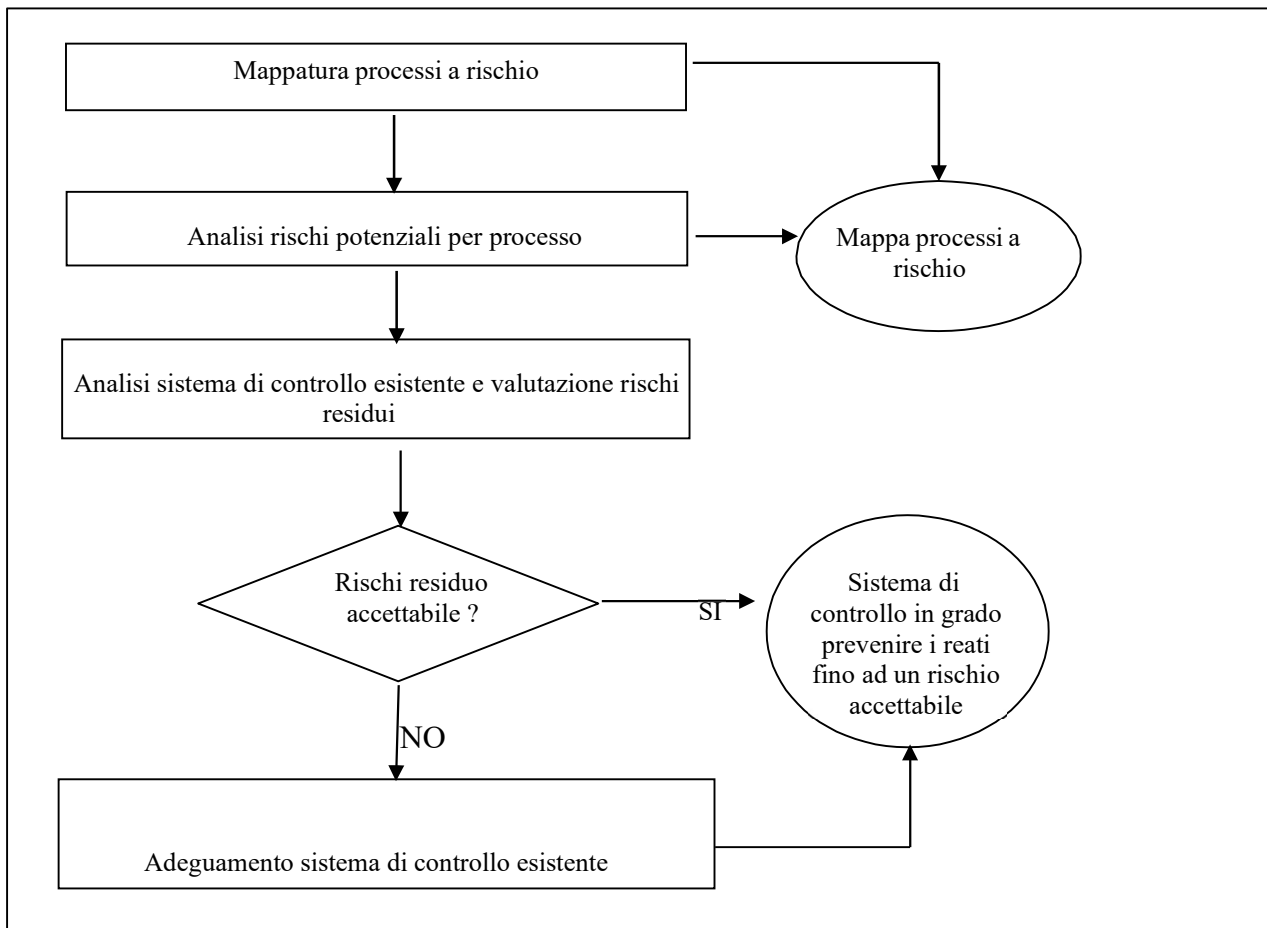 Mappatura processi a rischio
Analisi rischi potenziali per processo
Mappa processi a
rischio
Analisi sistema di controllo esistente e valutazione rischi
residui
Rischi residuo
accettabile ?
SI
Sistema di
controllo in grado
prevenire i reati
fino ad un rischio
accettabile
NO
Adeguamento sistema di controllo esistente